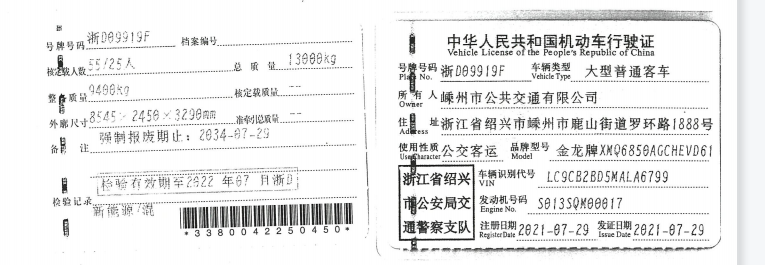 号牌号码 浙D09919F 档案编号
核定载人数 55/25人 总质量 13000kg
整备质量 9400kg 核定载质量 --
外廓尺寸 8545×2450×3290mm 准牵引总质量 --
备注 强制报废期止: 2034-07-29
检验有效期至2022年07月浙D
检验记录
新能源/混
*3380042250450*
中华人民共和国机动车行驶证
Vehicle License of the People's Republic of China
号牌号码 浙D09919F 车辆类型 大型普通客车
Plate No. Vehicle Type
所有人 嵊州市公共交通有限公司
Owner
住址 浙江省绍兴市嵊州市鹿山街道罗环路1888号
Address
使用性质 公交客运 品牌型号 金龙牌XMQ6850AGCHEVD61
Use Character Model
浙江省绍兴市公安局交通警察支队
车辆识别代号 LC9CB2BD5MALA6799
VIN
发动机号码 S013SQM00017
Engine No.
注册日期 2021-07-29 发证日期 2021-07-29
Register Date Issue Date